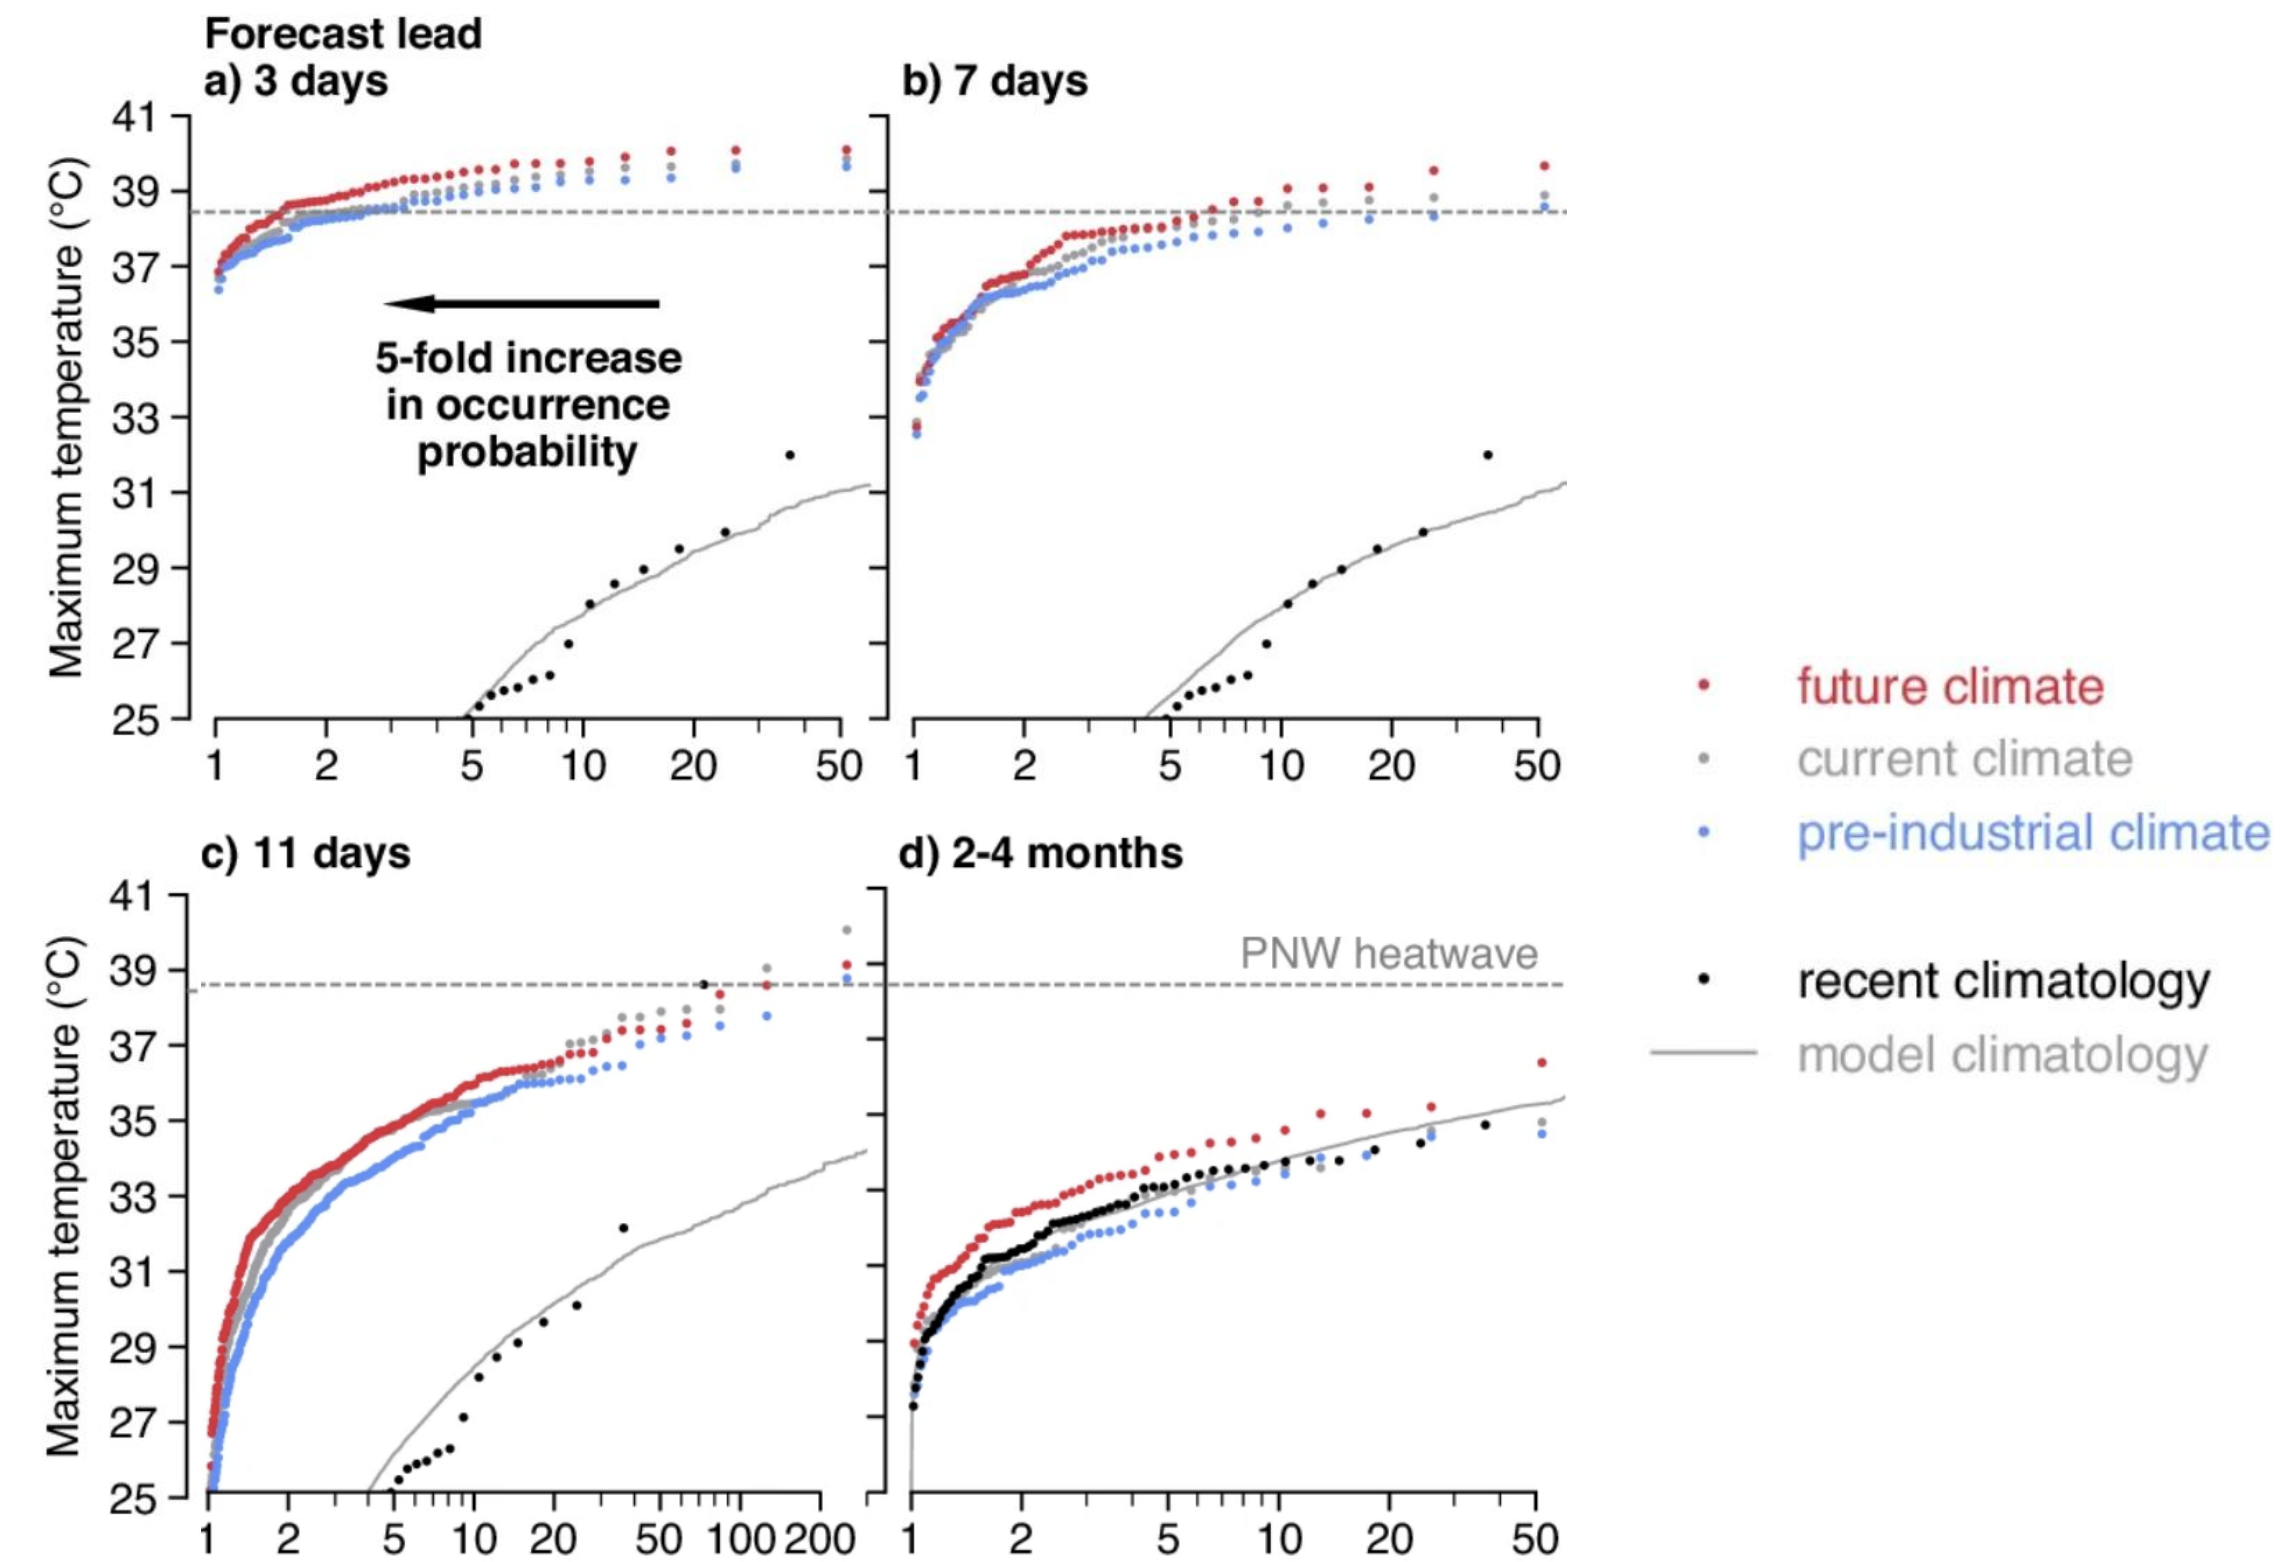 Forecast lead
a) 3 days
b) 7 days
Maximum temperature (°C)
41
39
37
35
33
31
29
27
25
5-fold increase
in occurrence
probability
1 2 5 10 20 50
1 2 5 10 20 50
future climate
current climate
pre-industrial climate
recent climatology
model climatology
c) 11 days
d) 2-4 months
Maximum temperature (°C)
41
39
37
35
33
31
29
27
25
PNW heatwave
1 2 5 10 20 50 100 200
1 2 5 10 20 50